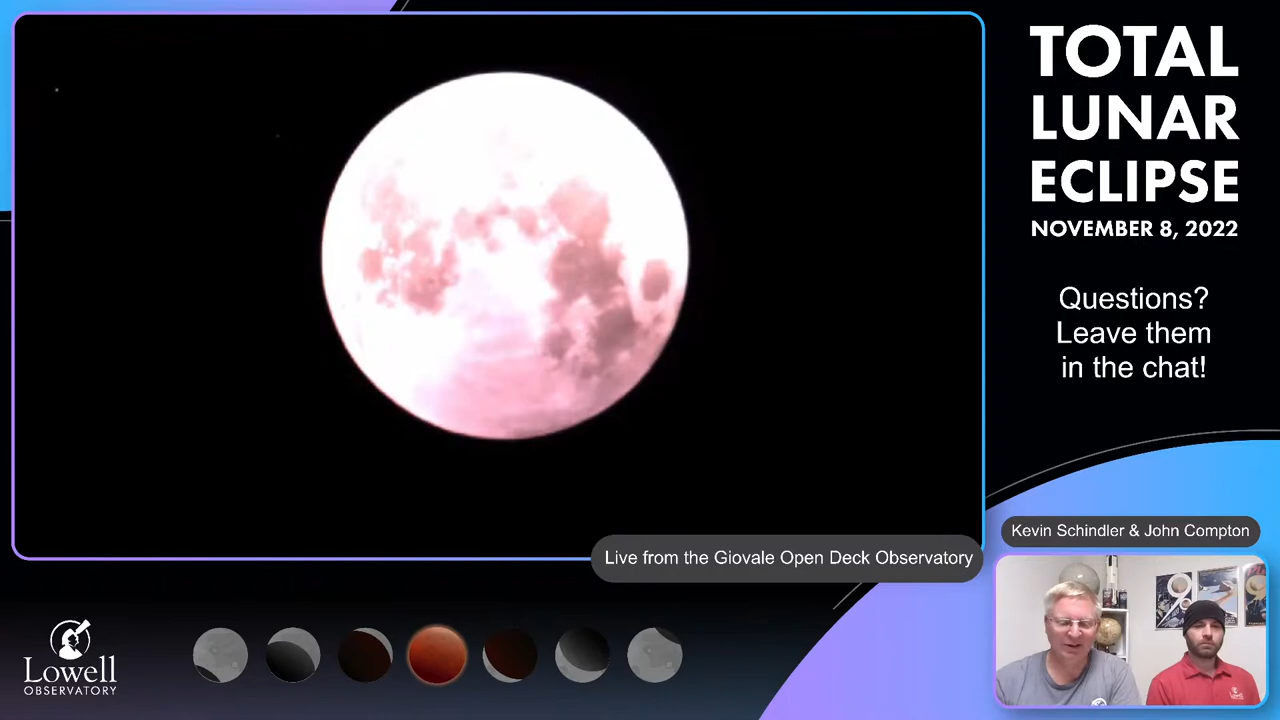 TOTAL
LUNAR
ECLIPSE
NOVEMBER 8, 2022
Questions?
Leave them
in the chat!
Kevin Schindler & John Compton
Live from the Giovale Open Deck Observatory
Lowell
OBSERVATORY